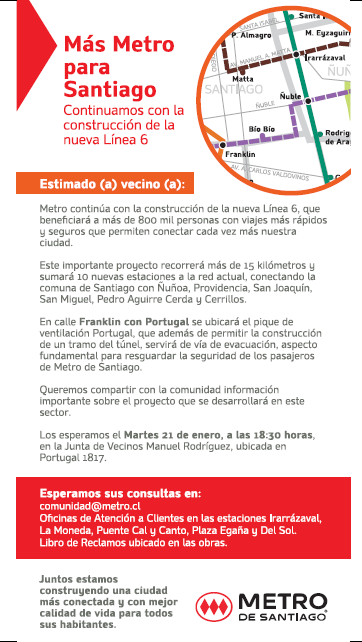 Más Metro
para
Santiago
Continuamos con la
construcción de la
nueva Línea 6
SANTA ISABEL
Santa I
P. Almagro
M. Eyzaguir
AV. MANUEL A. MATTA
Irarrázaval
Matta
ÑUÑ
SANTIAGO
Ñuble
ÑUBLE
Bío Bío
Rodrig
de Ara
Franklin
AV. A. CARLOS VALDOVINOS
Estimado (a) vecino (a):
Metro continúa con la construcción de la nueva Línea 6, que
beneficiará a más de 800 mil personas con viajes más rápidos
y seguros que permiten conectar cada vez más nuestra
ciudad.
Este importante proyecto recorrerá más de 15 kilómetros y
sumará 10 nuevas estaciones a la red actual, conectando la
comuna de Santiago con Ñuñoa, Providencia, San Joaquín,
San Miguel, Pedro Aguirre Cerda y Cerrillos.
En calle Franklin con Portugal se ubicará el pique de
ventilación Portugal, que además de permitir la construcción
de un tramo del túnel, servirá de vía de evacuación, aspecto
fundamental para resguardar la seguridad de los pasajeros
de Metro de Santiago.
Queremos compartir con la comunidad información
importante sobre el proyecto que se desarrollará en este
sector.
Los esperamos el Martes 21 de enero, a las 18:30 horas,
en la Junta de Vecinos Manuel Rodríguez, ubicada en
Portugal 1817.
Esperamos sus consultas en:
comunidad@metro.cl
Oficinas de Atención a Clientes en las estaciones Irarrázaval,
La Moneda, Puente Cal y Canto, Plaza Egaña y Del Sol.
Libro de Reclamos ubicado en las obras.
Juntos estamos
construyendo una ciudad
más conectada y con mejor
calidad de vida para todos
sus habitantes.
METRO
DE SANTIAGO